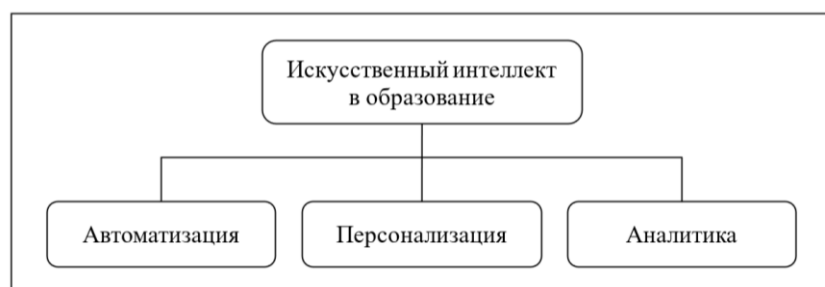 Искусственный интеллект
в образование
Автоматизация
Персонализация
Аналитика